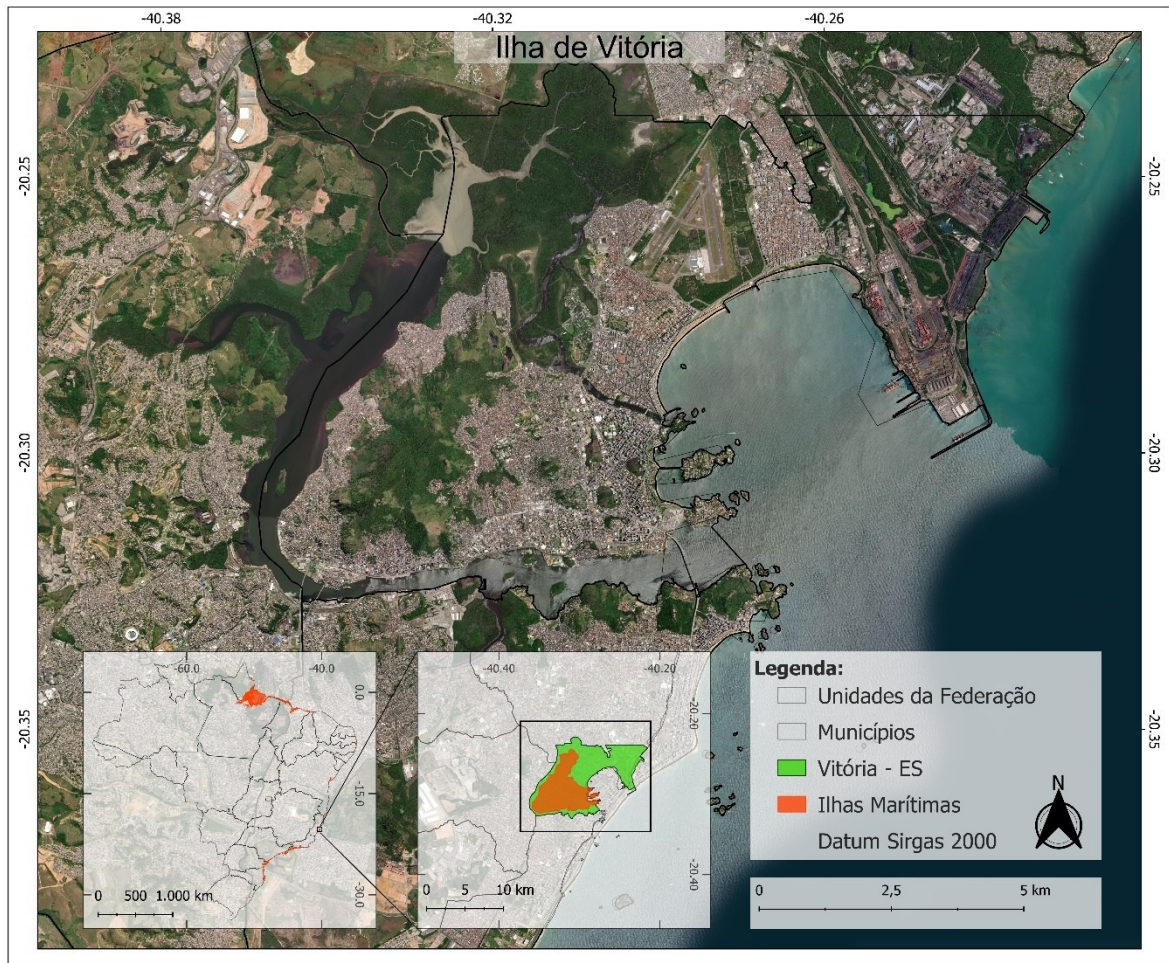 -40.38
-40.32
-40.26
Ilha de Vitória
-20.25
-20.25
-20.30
-20.30
-20.35
-20.35
-60.0
-40.0
0.0
-15.0
-30.0
0 500 1.000 km
-40.40
-40.20
-20.20
-20.40
0 5 10 km
Legenda:
Unidades da Federação
Municípios
Vitória - ES
Ilhas Marítimas
Datum Sirgas 2000
N
0 2,5 5 km